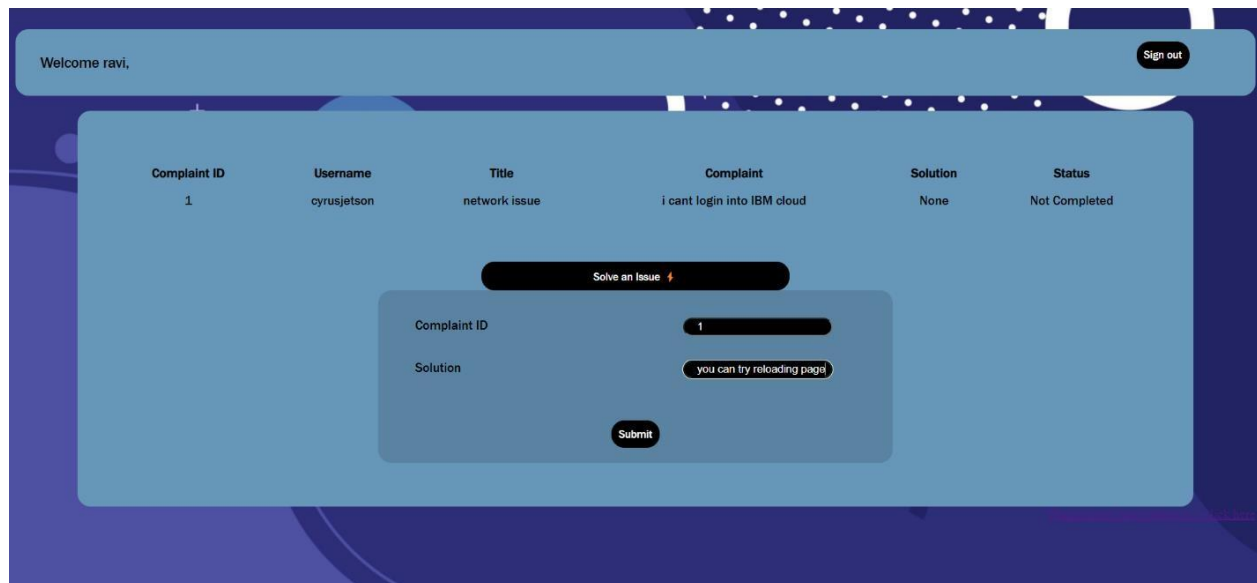 Welcome ravi,
Sign out
Complaint ID Username Title Complaint Solution Status
1 cyrusjetson network issue i cant login into IBM cloud None Not Completed
Solve an Issue ⚡
Complaint ID 1
Solution you can try reloading page
Submit